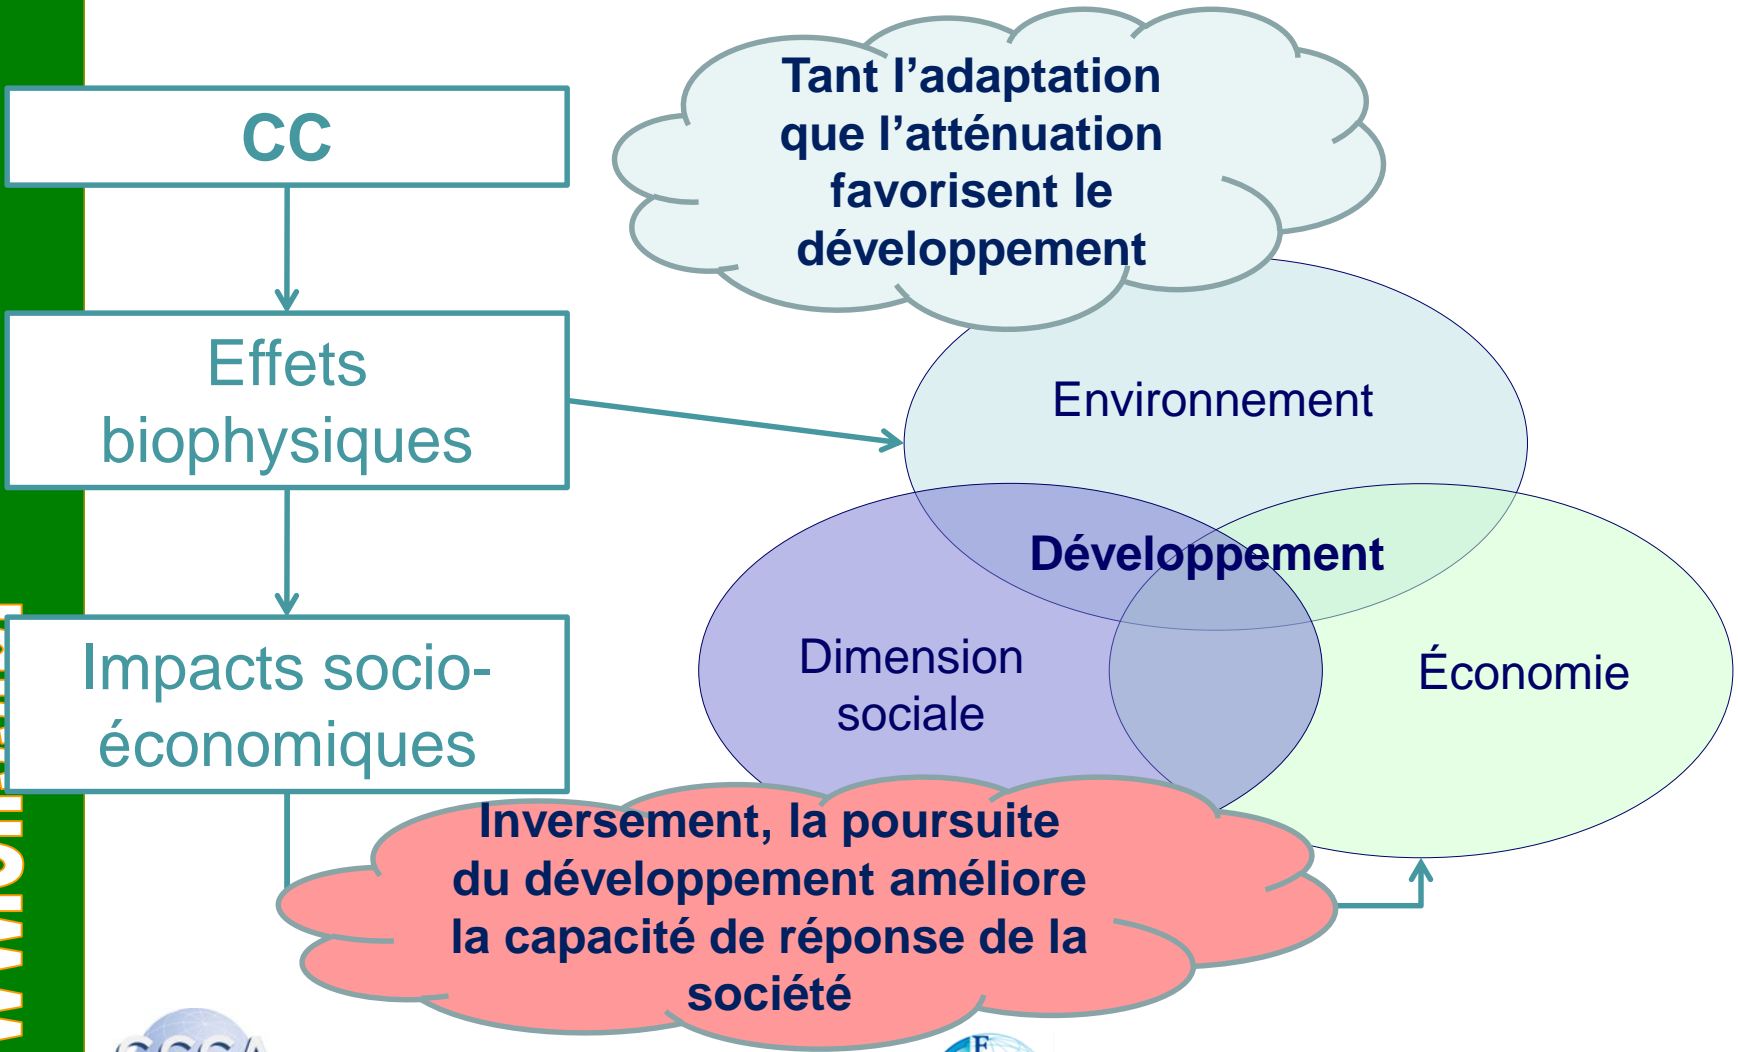 CC
Effets
biophysiques
Impacts socio-
économiques
Tant l’adaptation
que l’atténuation
favorisent le
développement
Environnement
Développement
Dimension
sociale
Économie
Inversement, la poursuite
du développement améliore
la capacité de réponse de la
société